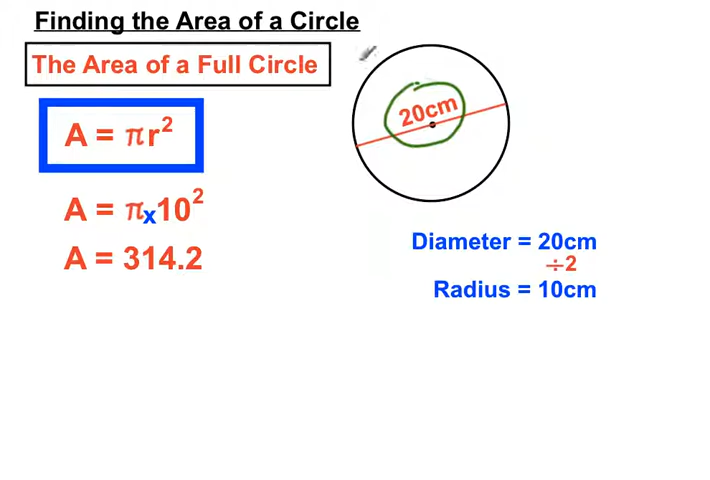 Finding the Area of a Circle
The Area of a Full Circle
A = πr²
A = π x 10²
A = 314.2
20cm
Diameter = 20cm
÷2
Radius = 10cm